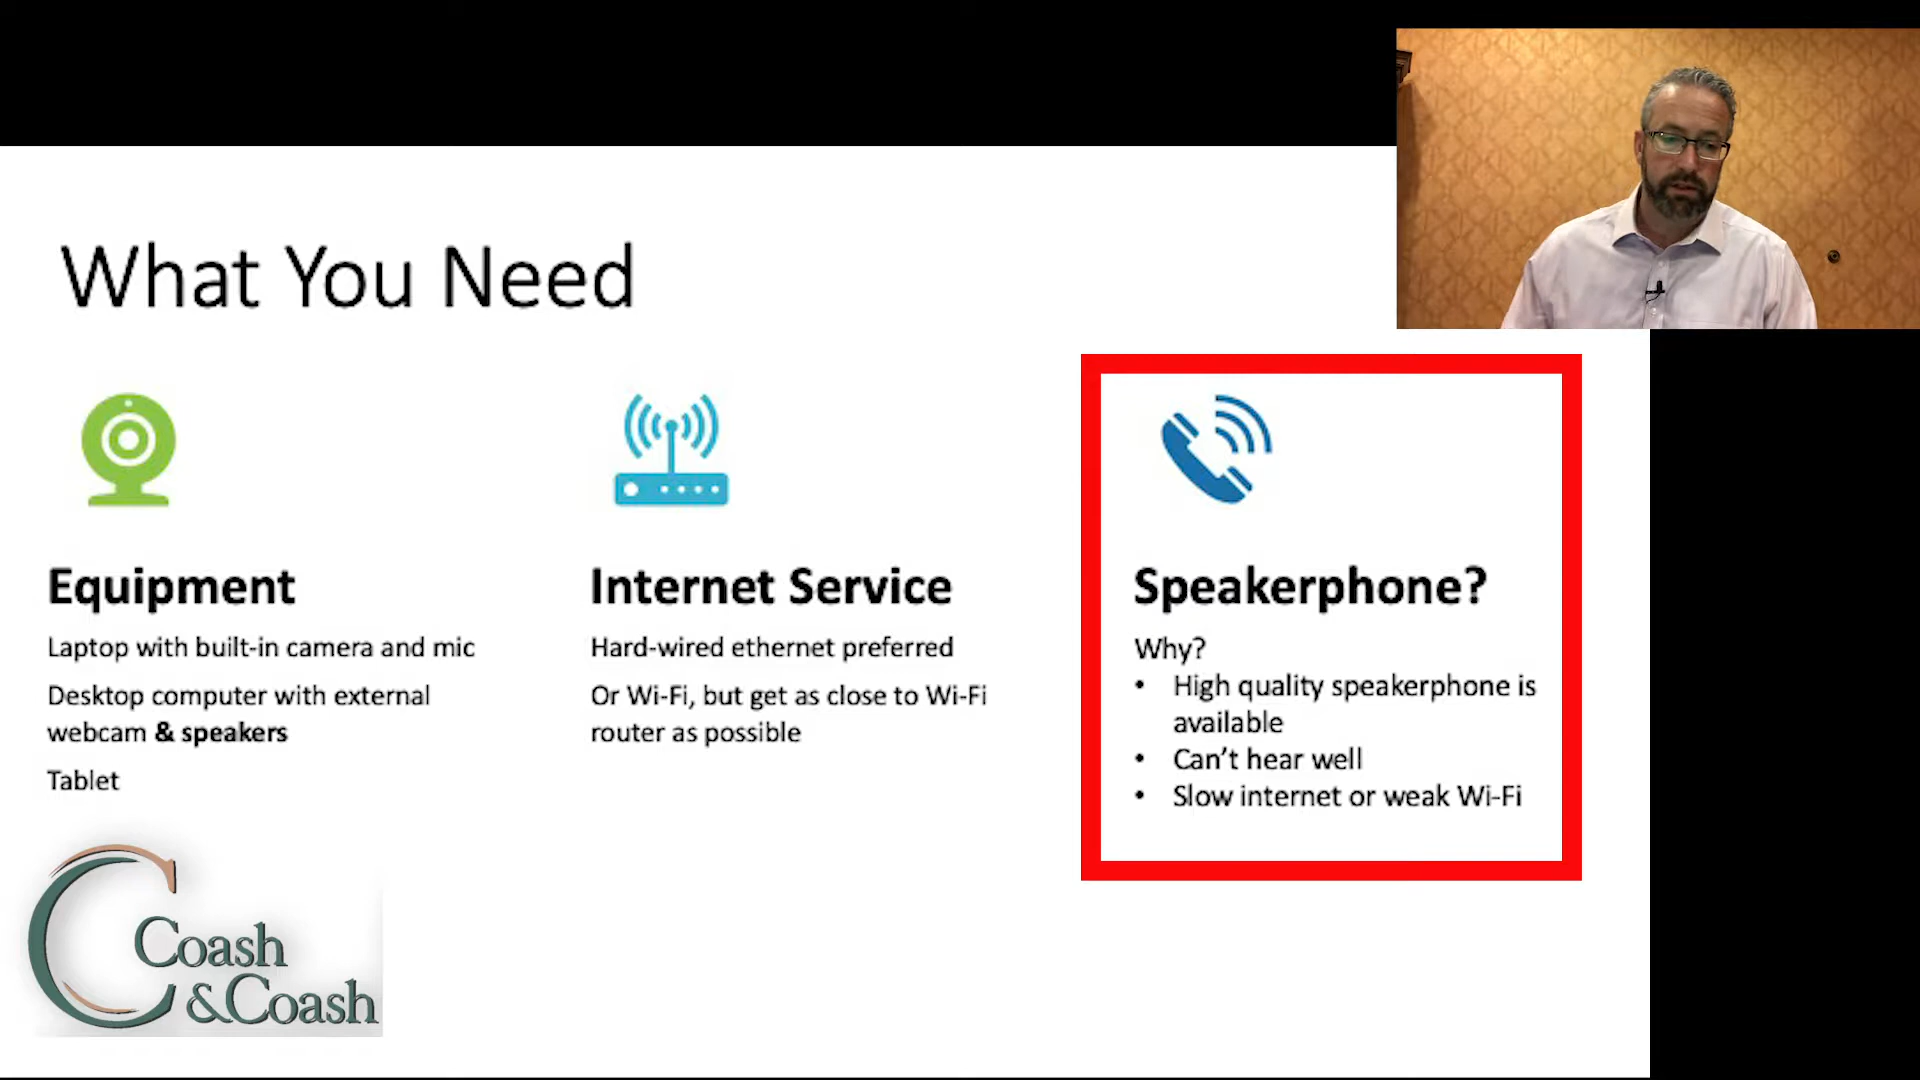 What You Need
Equipment
Laptop with built-in camera and mic
Desktop computer with external
webcam & speakers
Tablet
Internet Service
Hard-wired ethernet preferred
Or Wi-Fi, but get as close to Wi-Fi
router as possible
Speakerphone?
Why?
• High quality speakerphone is
available
• Can't hear well
• Slow internet or weak Wi-Fi
Coash
&Coash